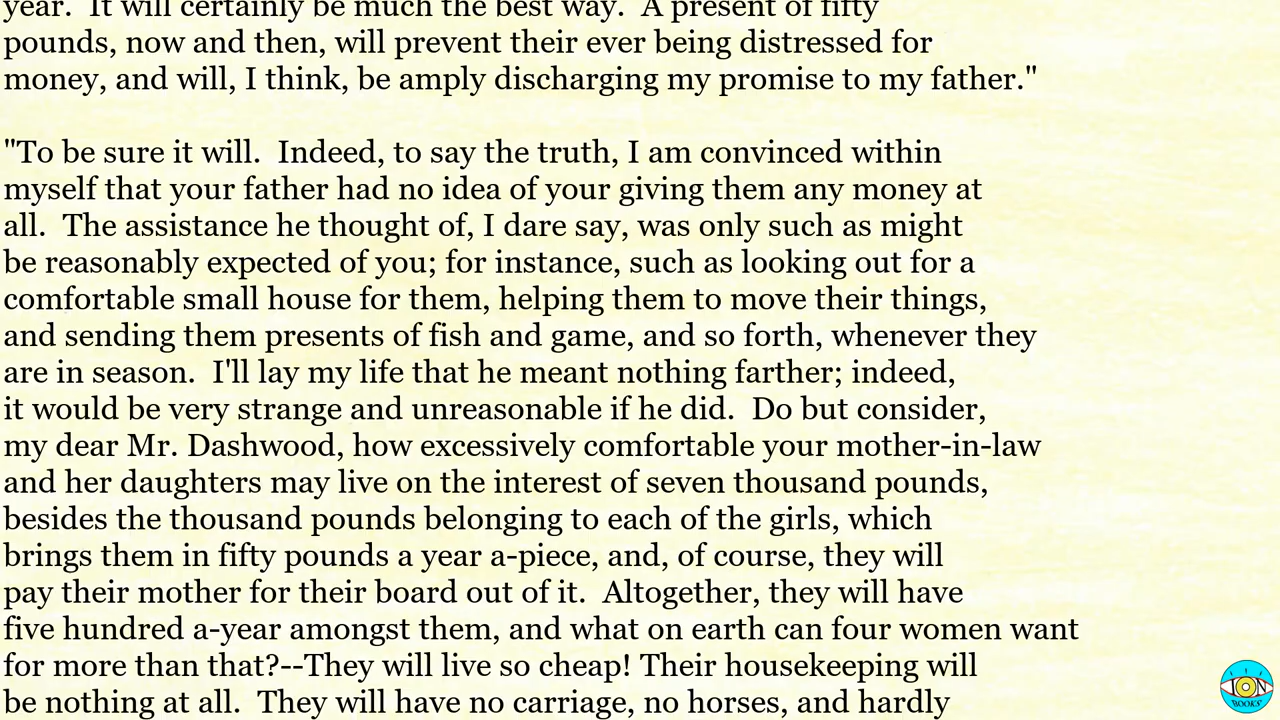 year.  It will certainly be much the best way.  A present of fifty
pounds, now and then, will prevent their ever being distressed for
money, and will, I think, be amply discharging my promise to my father."

"To be sure it will.  Indeed, to say the truth, I am convinced within
myself that your father had no idea of your giving them any money at
all.  The assistance he thought of, I dare say, was only such as might
be reasonably expected of you; for instance, such as looking out for a
comfortable small house for them, helping them to move their things,
and sending them presents of fish and game, and so forth, whenever they
are in season.  I'll lay my life that he meant nothing farther; indeed,
it would be very strange and unreasonable if he did.  Do but consider,
my dear Mr. Dashwood, how excessively comfortable your mother-in-law
and her daughters may live on the interest of seven thousand pounds,
besides the thousand pounds belonging to each of the girls, which
brings them in fifty pounds a year a-piece, and, of course, they will
pay their mother for their board out of it.  Altogether, they will have
five hundred a-year amongst them, and what on earth can four women want
for more than that?--They will live so cheap! Their housekeeping will
be nothing at all.  They will have no carriage, no horses, and hardly
ION
BOOKS